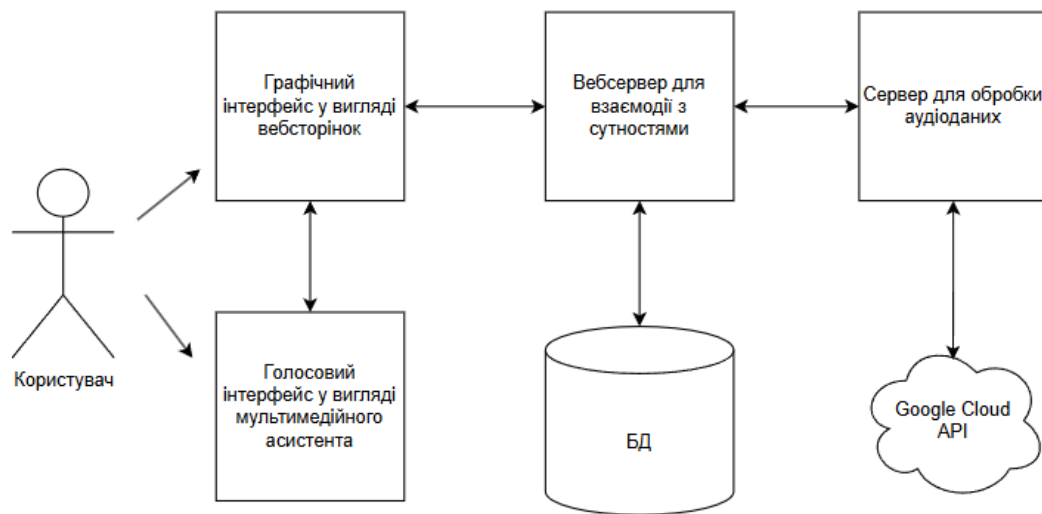 Графічний
інтерфейс у вигляді
вебсторінок
Вебсервер для
взаємодії з
сутностями
Сервер для обробки
аудіоданих
Користувач
Голосовий
інтерфейс у вигляді
мультимедійного
асистента
БД
Google Cloud
API